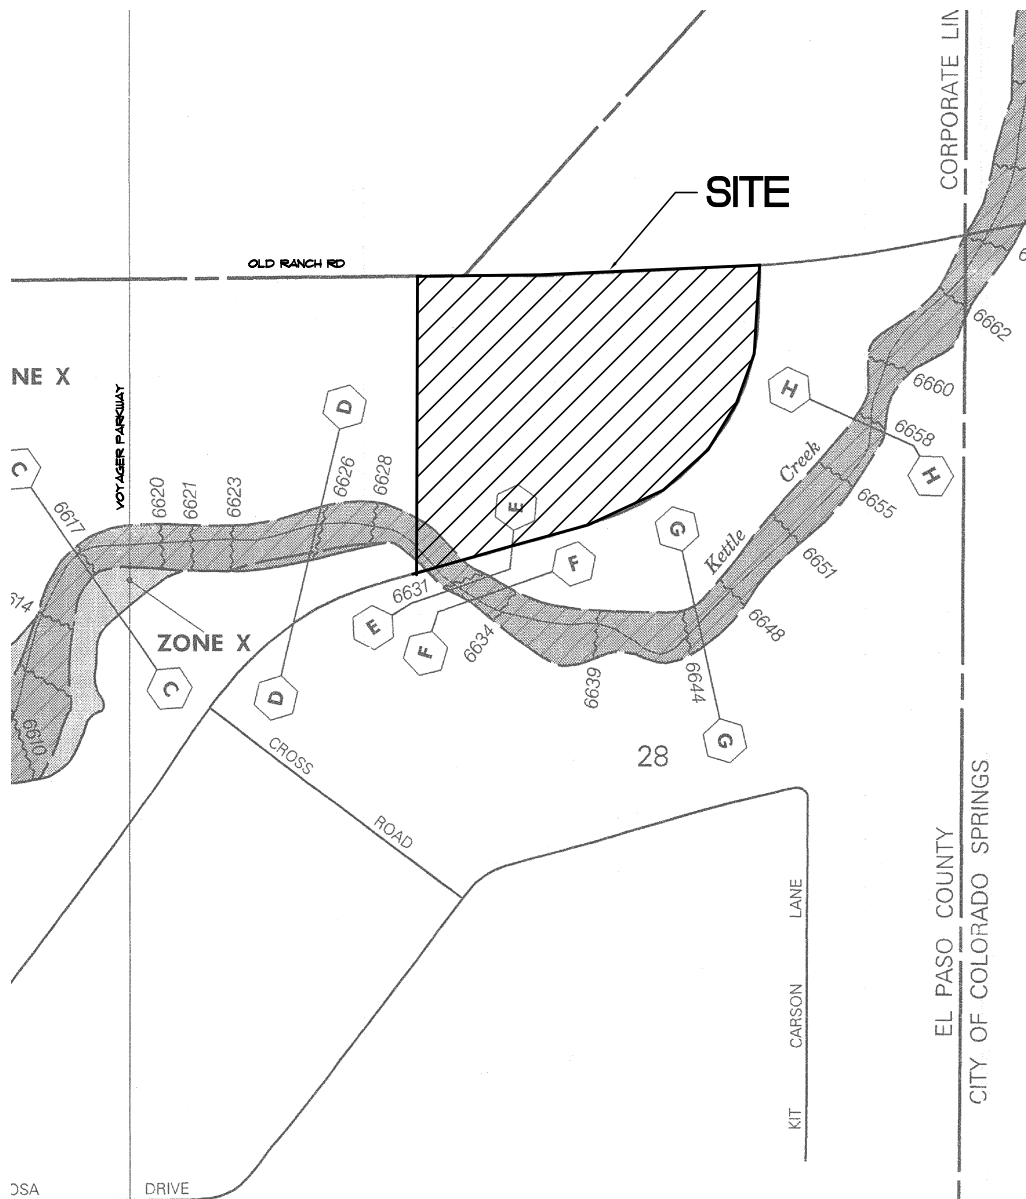 CORPORATE LIN
SITE
OLD RANCH RD
6662
NE X
VOYAGER PARKWAY
D
H
6660
6658
H
Creek
Kettle
C
6617
6620
6621
6623
6626
6628
E
6655
G
6651
F
6631
E
F
6634
6648
614
ZONE X
C
D
6639
6644
G
6610
28
CROSS
ROAD
KIT CARSON LANE
EL PASO COUNTY
CITY OF COLORADO SPRINGS
OSA
DRIVE